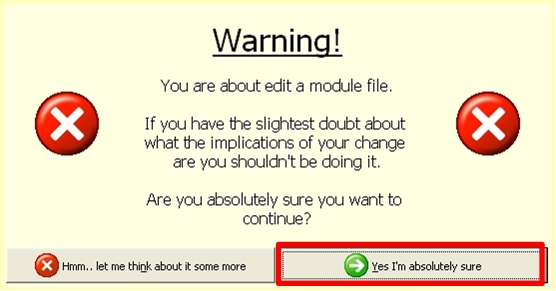 Warning!
You are about edit a module file.
If you have the slightest doubt about
what the implications of your change
are you shouldn't be doing it.
Are you absolutely sure you want to
continue?
Hmm.. let me think about it some more
Yes I'm absolutely sure